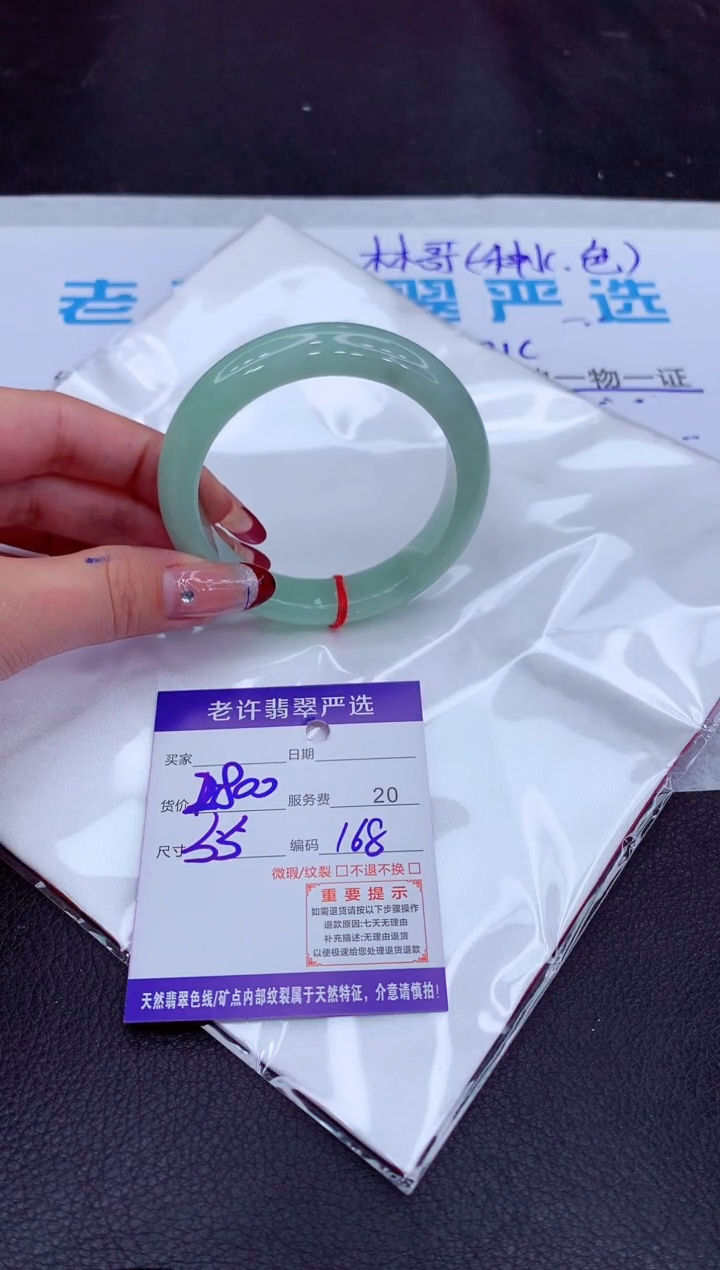 林哥(种水.色)
老 翠严选
一物一证
老许翡翠严选
买家 日期
货价 服务费 20
尺寸 55 编码 168
微瑕/纹裂 □不退不换 □
重要提示
如需退货请按以下步骤操作
退款原因:七天无理由
补充描述:无理由退货
以便极速给您处理退货退款
天然翡翠色线/矿点内部纹裂属于天然特征，介意请慎拍!